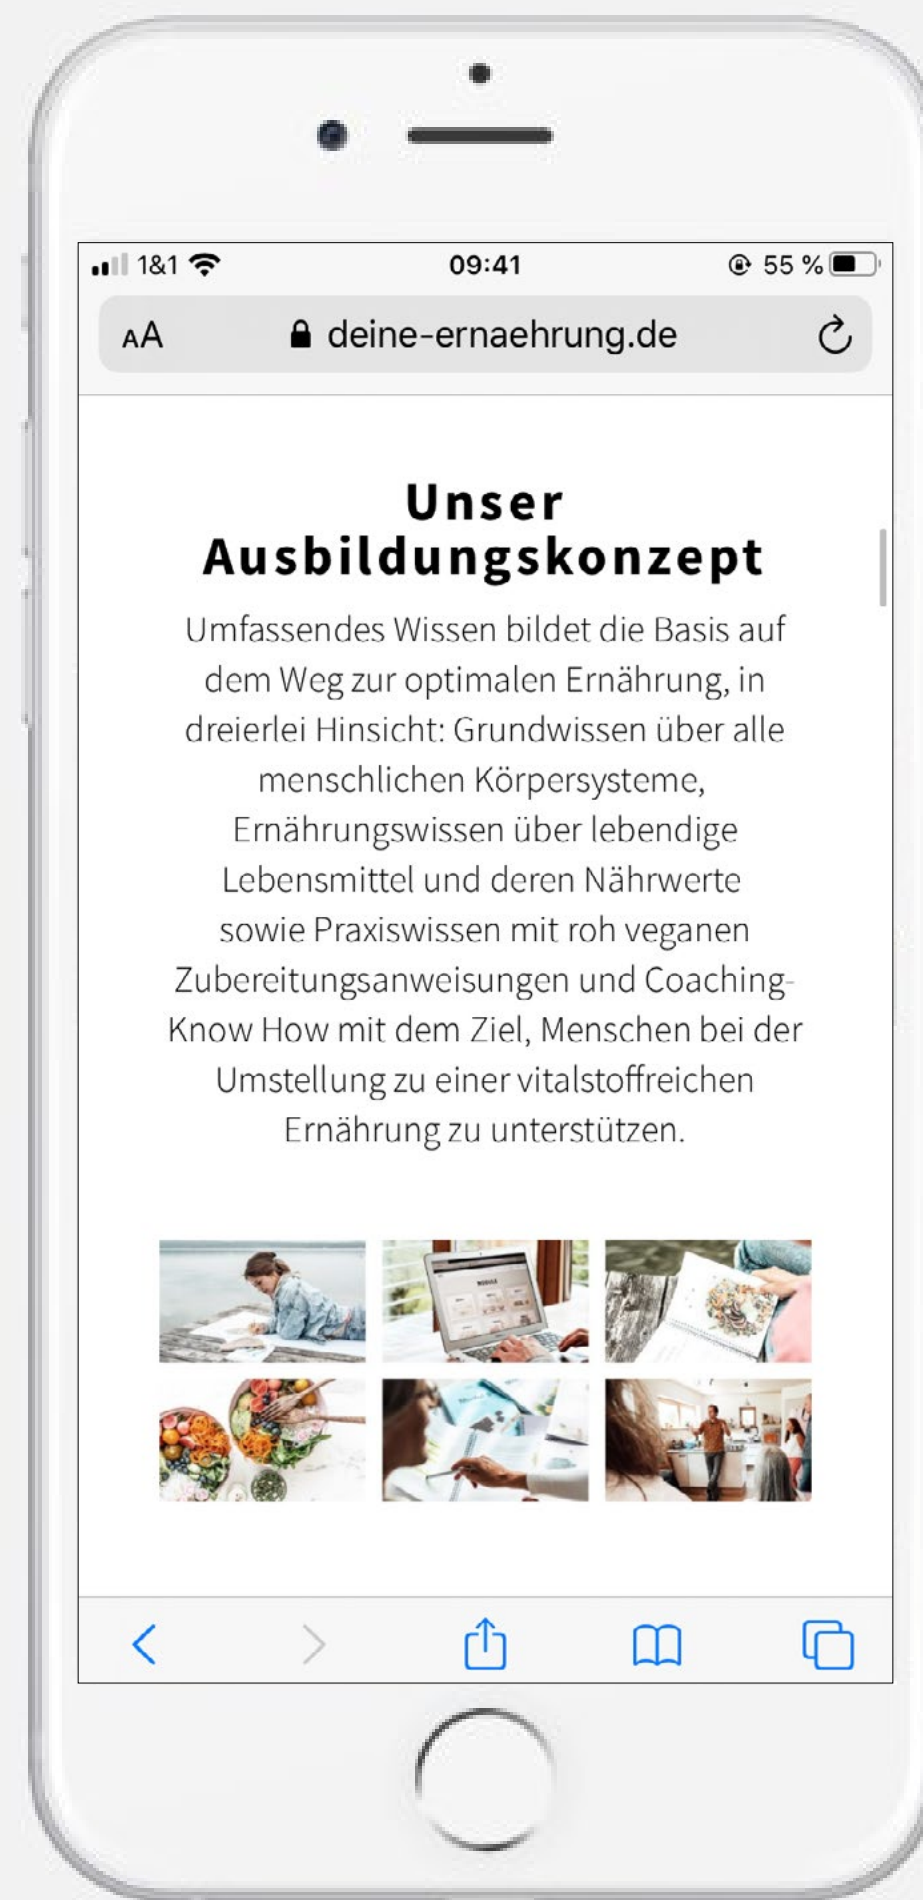 1&1 09:41 55 %
AA deine-ernaehrung.de
Unser
Ausbildungskonzept
Umfassendes Wissen bildet die Basis auf
dem Weg zur optimalen Ernährung, in
dreierlei Hinsicht: Grundwissen über alle
menschlichen Körpersysteme,
Ernährungswissen über lebendige
Lebensmittel und deren Nährwerte
sowie Praxiswissen mit roh veganen
Zubereitungsanweisungen und Coaching-
Know How mit dem Ziel, Menschen bei der
Umstellung zu einer vitalstoffreichen
Ernährung zu unterstützen.
MODULE